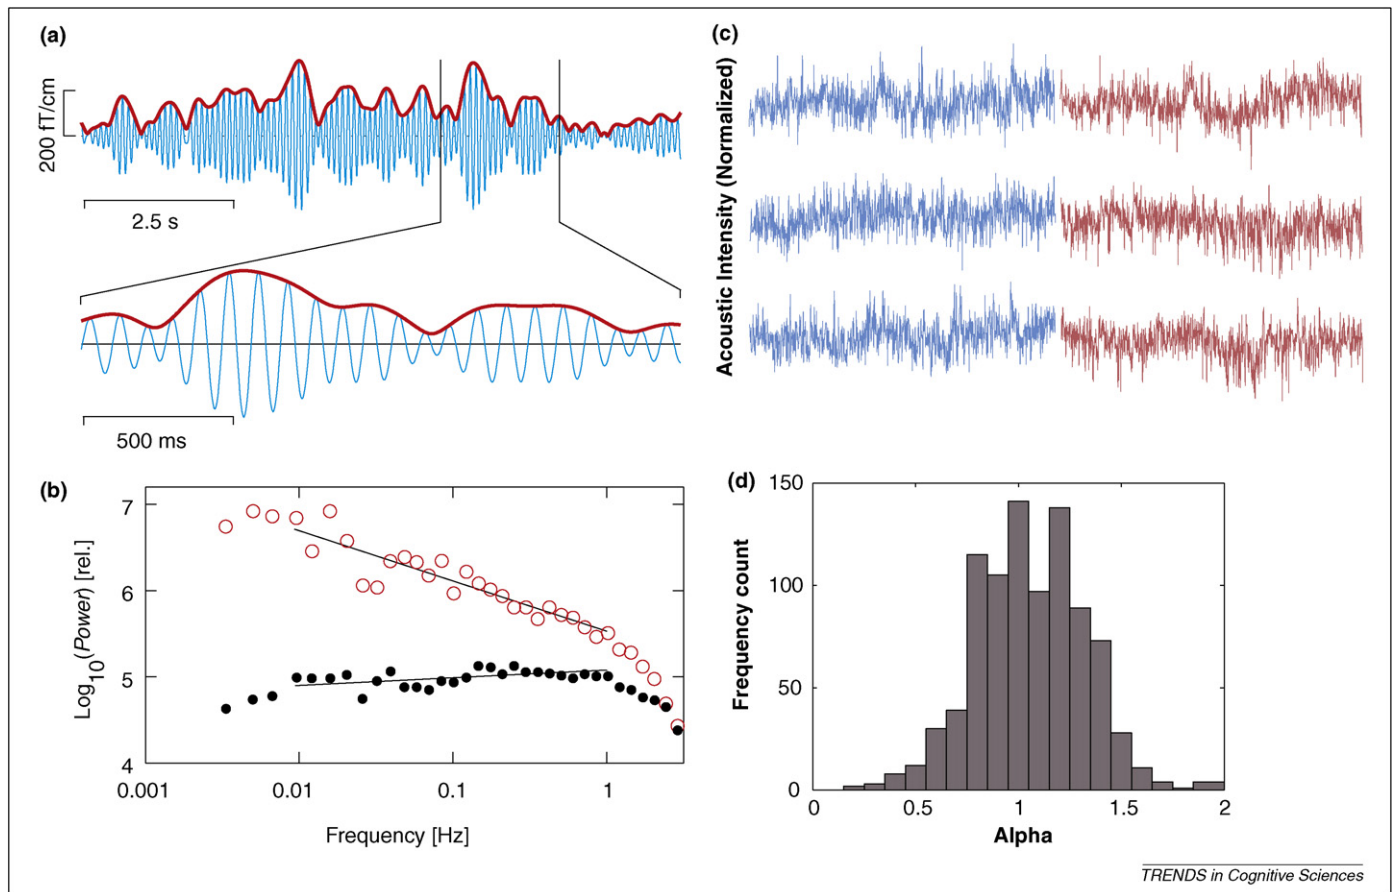 (a)
200 fT/cm
2.5 s
500 ms
(b)
Log10(Power) [rel.]
7
6
5
4
0.001
0.01
0.1
1
Frequency [Hz]
(c)
Acoustic Intensity (Normalized)
(d)
Frequency count
150
100
50
0
0
0.5
1
1.5
2
Alpha
TRENDS in Cognitive Sciences